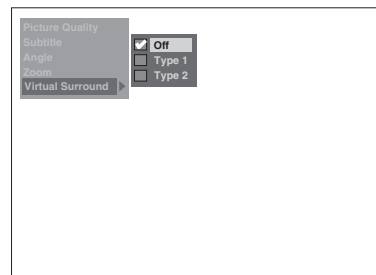 Picture Quality
Subtitle
Angle
Zoom
Virtual Surround
Off
Type 1
Type 2